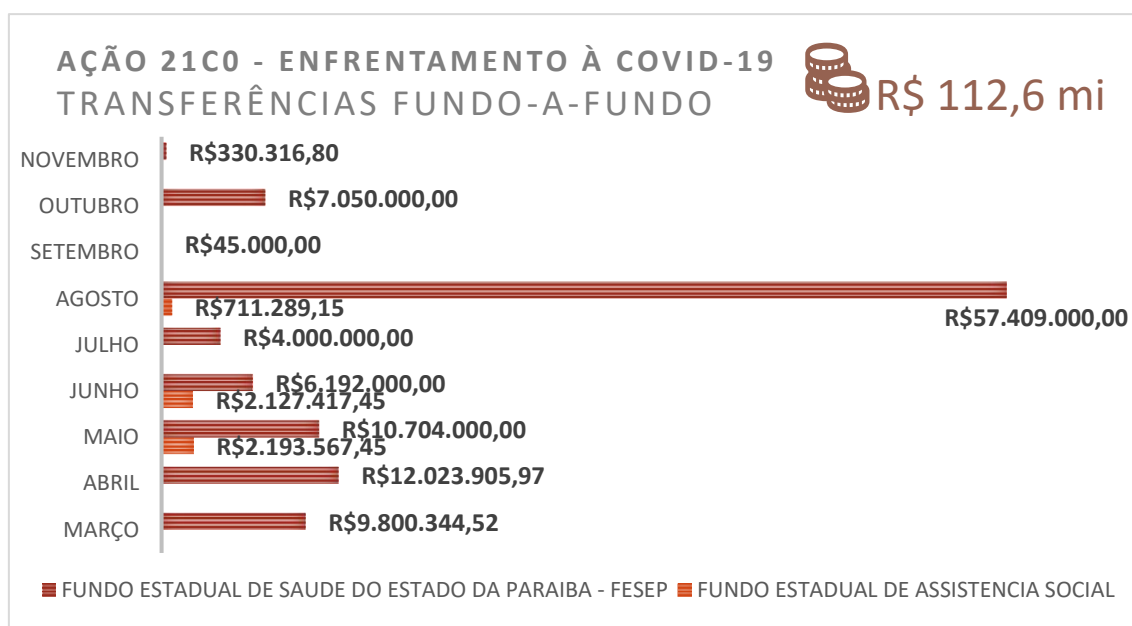 AÇÃO 21C0 - ENFRENTAMENTO À COVID-19
TRANSFERÊNCIAS FUNDO-A-FUNDO
R$ 112,6 mi
NOVEMBRO
R$330.316,80
OUTUBRO
R$7.050.000,00
SETEMBRO
R$45.000,00
AGOSTO
R$57.409.000,00
R$711.289,15
JULHO
R$4.000.000,00
JUNHO
R$6.192.000,00
R$2.127.417,45
MAIO
R$10.704.000,00
R$2.193.567,45
ABRIL
R$12.023.905,97
MARÇO
R$9.800.344,52
FUNDO ESTADUAL DE SAUDE DO ESTADO DA PARAIBA - FESEP
FUNDO ESTADUAL DE ASSISTENCIA SOCIAL